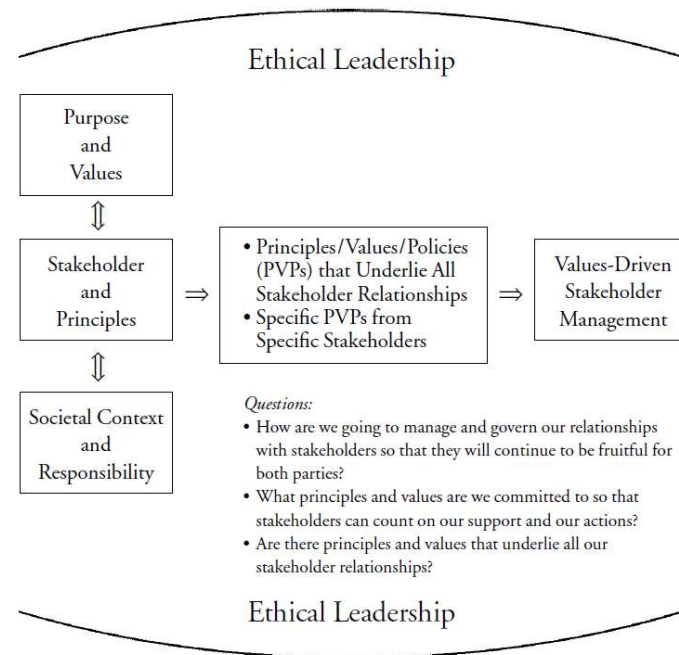 Ethical Leadership
Purpose
and
Values
⇕
Stakeholder
and
Principles
⇒
• Principles/Values/Policies
(PVPs) that Underlie All
Stakeholder Relationships
• Specific PVPs from
Specific Stakeholders
⇒
Values-Driven
Stakeholder
Management
⇕
Societal Context
and
Responsibility
Questions:
• How are we going to manage and govern our relationships
with stakeholders so that they will continue to be fruitful for
both parties?
• What principles and values are we committed to so that
stakeholders can count on our support and our actions?
• Are there principles and values that underlie all our
stakeholder relationships?
Ethical Leadership